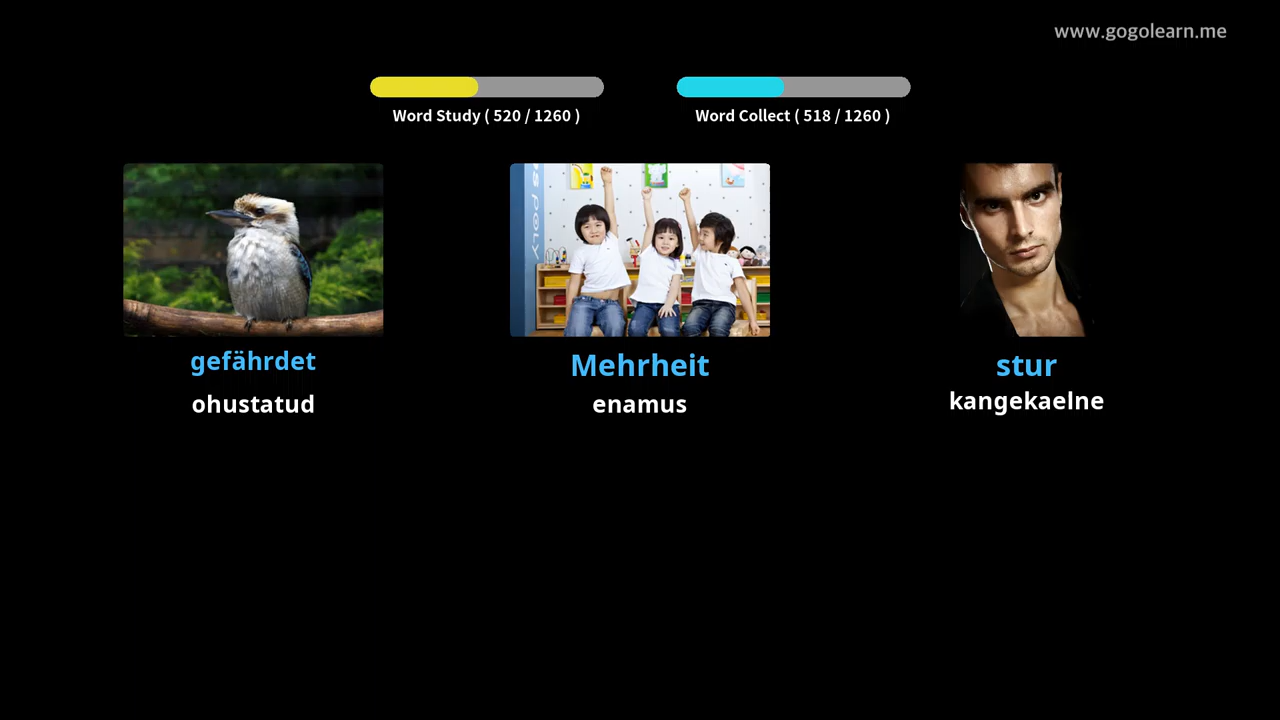 www.gogolearn.me
Word Study ( 520 / 1260 )
Word Collect ( 518 / 1260 )
gefährdet
ohustatud
Mehrheit
enamus
stur
kangekaelne